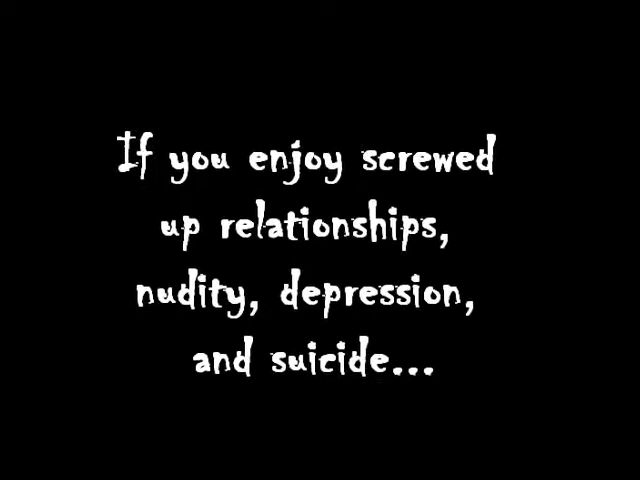 If you enjoy screwed
up relationships,
nudity, depression,
and suicide...